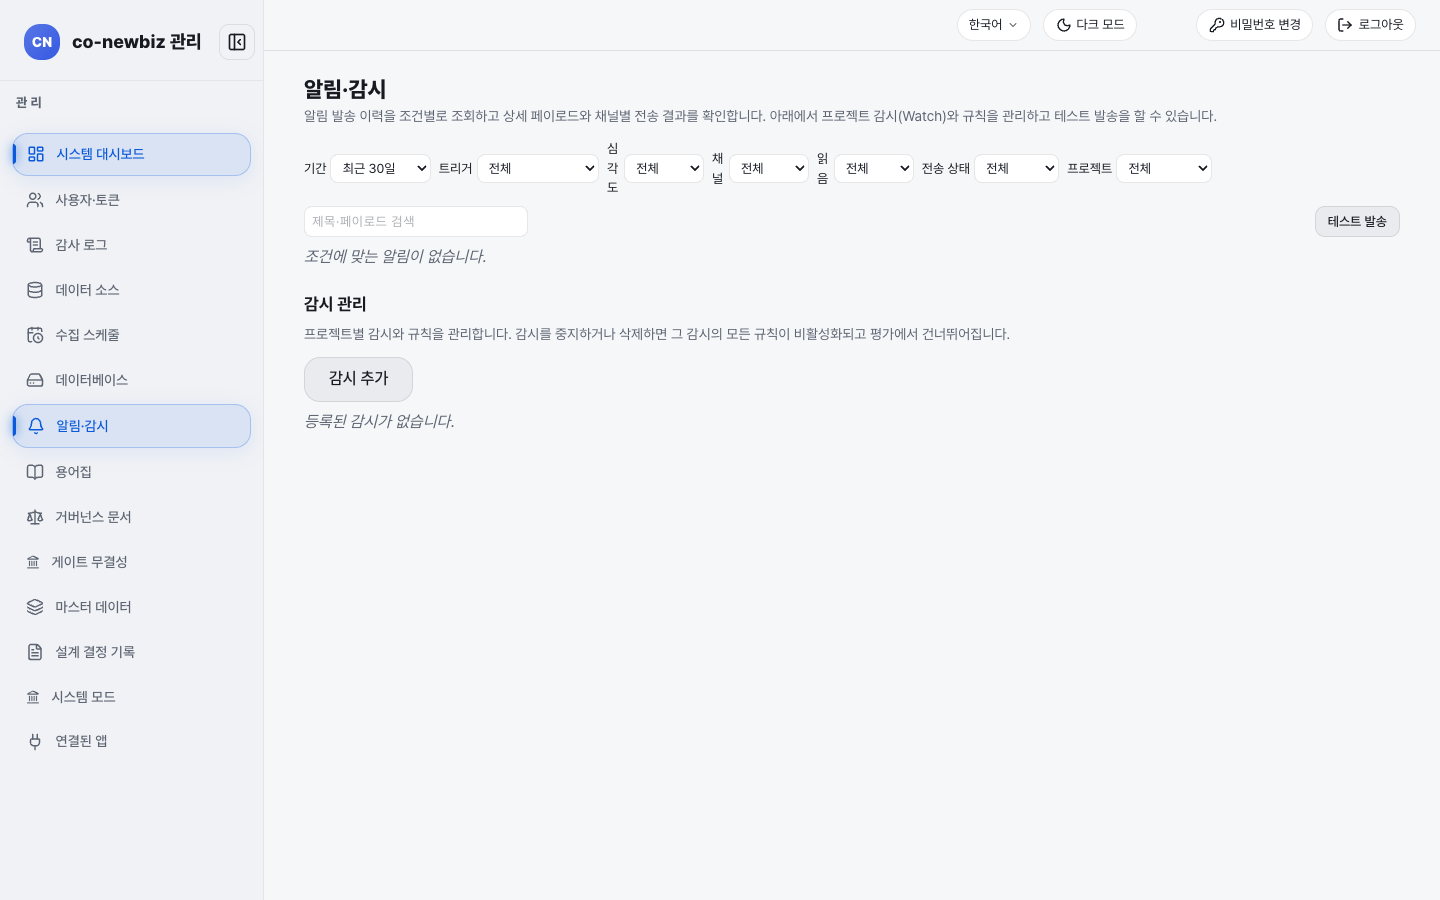 CN co-newbiz 관리
한국어 다크 모드 비밀번호 변경 로그아웃
관리
시스템 대시보드
사용자·토큰
감사 로그
데이터 소스
수집 스케줄
데이터베이스
알림·감시
용어집
거버넌스 문서
게이트 무결성
마스터 데이터
설계 결정 기록
시스템 모드
연결된 앱
알림·감시
알림 발송 이력을 조건별로 조회하고 상세 페이로드와 채널별 전송 결과를 확인합니다. 아래에서 프로젝트 감시(Watch)와 규칙을 관리하고 테스트 발송을 할 수 있습니다.
기간 최근 30일 트리거 전체 심각도 전체 채널 전체 읽음 전체 전송 상태 전체 프로젝트 전체
제목·페이로드 검색 테스트 발송
조건에 맞는 알림이 없습니다.
감시 관리
프로젝트별 감시와 규칙을 관리합니다. 감시를 중지하거나 삭제하면 그 감시의 모든 규칙이 비활성화되고 평가에서 건너뛰어집니다.
감시 추가
등록된 감시가 없습니다.